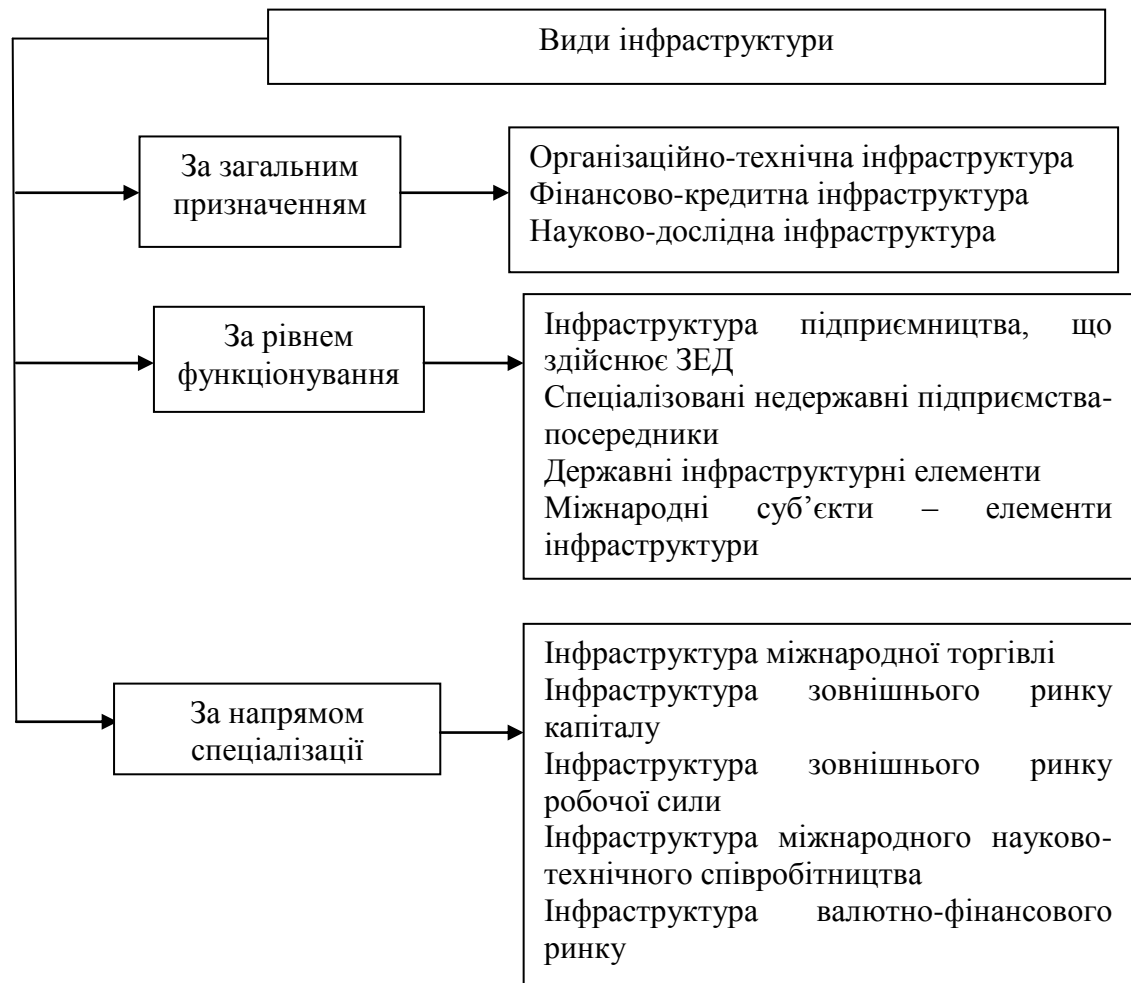 Види інфраструктури
За загальним
призначенням
Організаційно-технічна інфраструктура
Фінансово-кредитна інфраструктура
Науково-дослідна інфраструктура
За рівнем
функціонування
Інфраструктура підприємництва, що
здійснює ЗЕД
Спеціалізовані недержавні підприємства-
посередники
Державні інфраструктурні елементи
Міжнародні суб’єкти – елементи
інфраструктури
За напрямом
спеціалізації
Інфраструктура міжнародної торгівлі
Інфраструктура зовнішнього ринку
капіталу
Інфраструктура зовнішнього ринку
робочої сили
Інфраструктура міжнародного науково-
технічного співробітництва
Інфраструктура валютно-фінансового
ринку